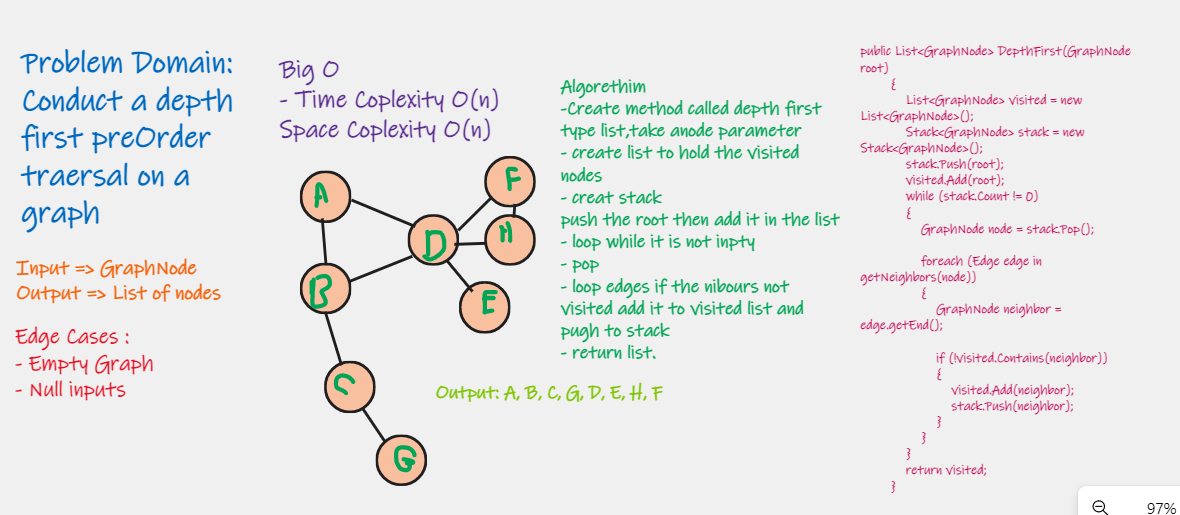 Problem Domain:
Conduct a depth
first preOrder
traersal on a
graph
Input => GraphNode
Output => List of nodes
Edge Cases :
- Empty Graph
- Null inputs
Big O
- Time Coplexity O(n)
Space Coplexity O(n)
A
B
C
G
D
F
H
E
Output: A, B, C, G, D, E, H, F
Algorethim
-Create method called depth first
type list,take anode parameter
- create list to hold the visited
nodes
- creat stack
push the root then add it in the list
- loop while it is not inpty
- pop
- loop edges if the nibours not
visited add it to visited list and
pugh to stack
- return list.
public List<GraphNode> DepthFirst(GraphNode
root)
{
List<GraphNode> visited = new
List<GraphNode>();
Stack<GraphNode> stack = new
Stack<GraphNode>();
stack.Push(root);
visited.Add(root);
while (stack.Count != 0)
{
GraphNode node = stack.Pop();
foreach (Edge edge in
getNeighbors(node))
{
GraphNode neighbor =
edge.getEnd();
if (!visited.Contains(neighbor))
{
visited.Add(neighbor);
stack.Push(neighbor);
}
}
}
return visited;
}
97%